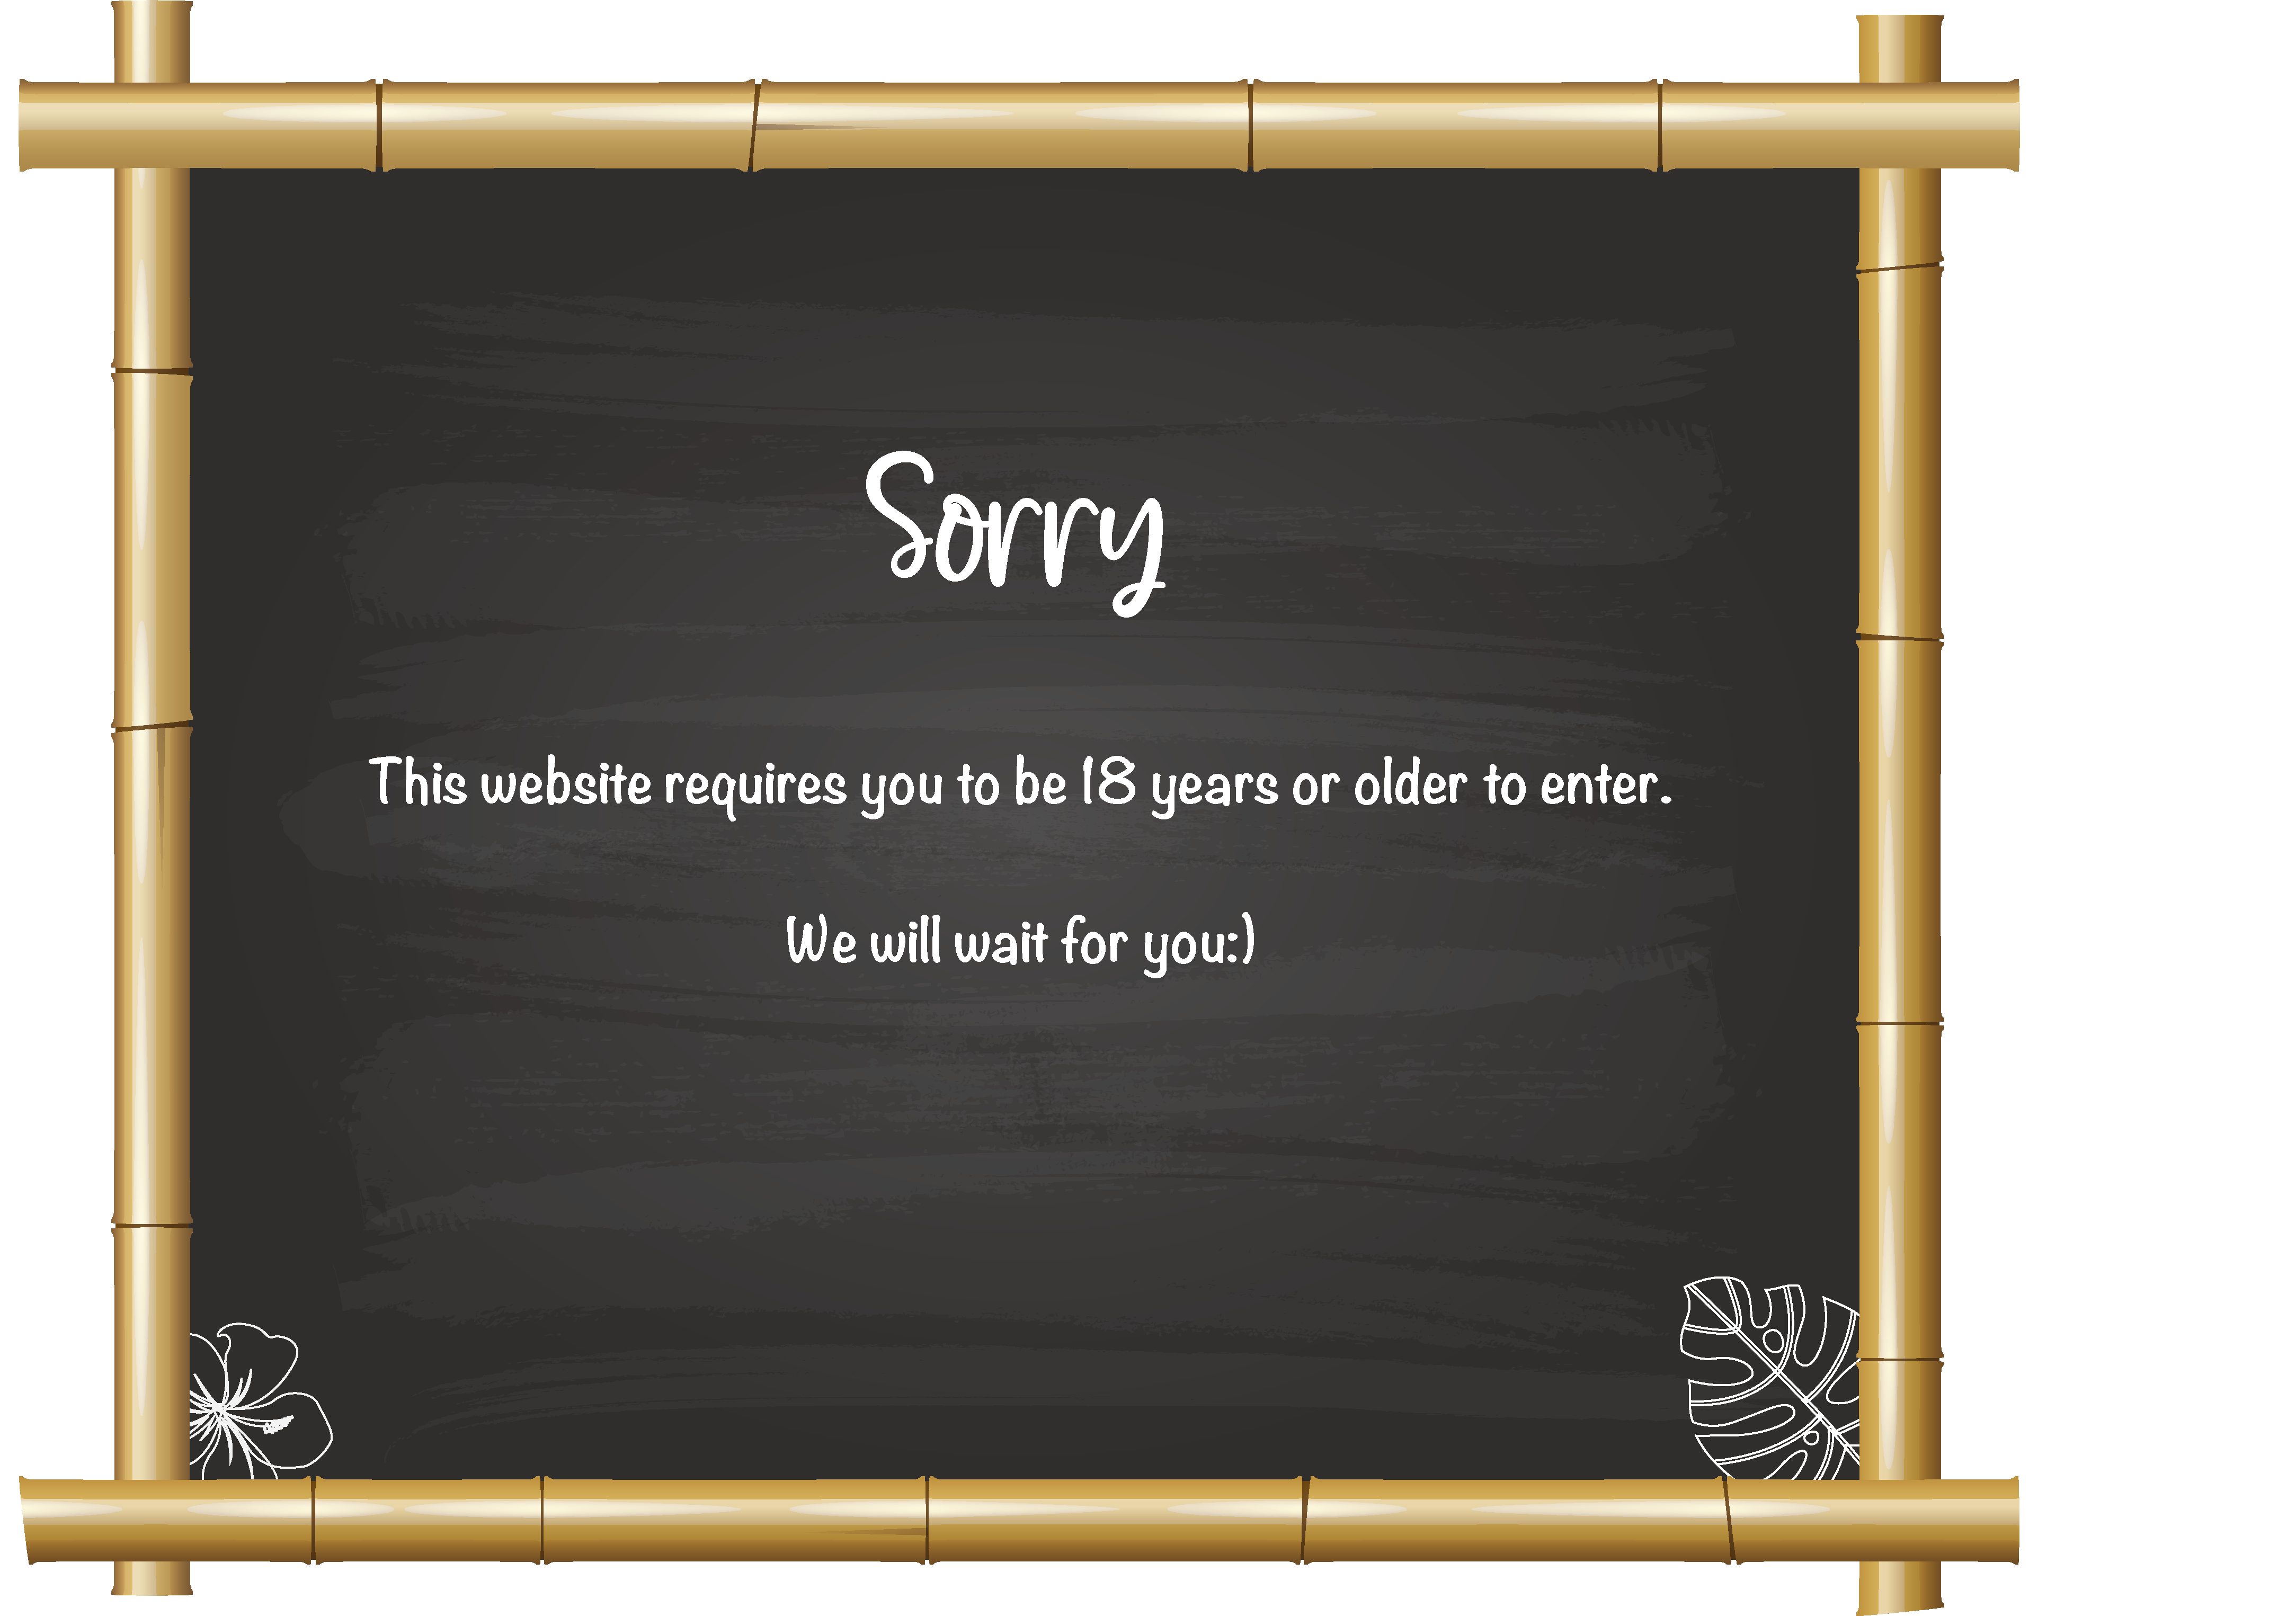 Sorry
This website requires you to be 18 years or older to enter.
We will wait for you:)